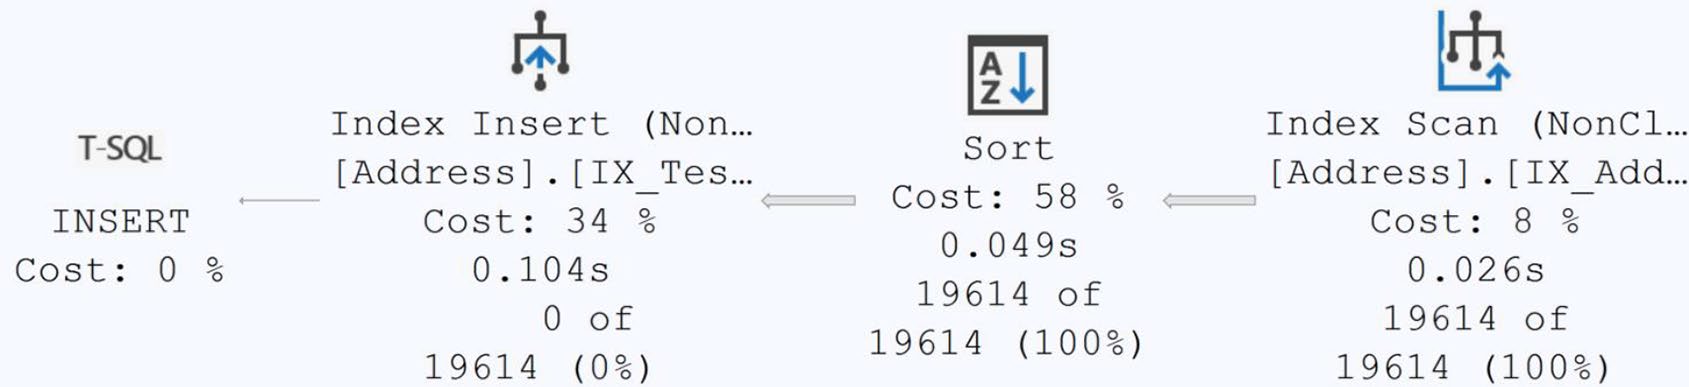 T-SQL
INSERT
Cost: 0 %
Index Insert (Non…
[Address].[IX_Tes…
Cost: 34 %
0.104s
0 of
19614 (0%)
A
Z
Sort
Cost: 58 %
0.049s
19614 of
19614 (100%)
Index Scan (NonCl…
[Address].[IX_Add…
Cost: 8 %
0.026s
19614 of
19614 (100%)